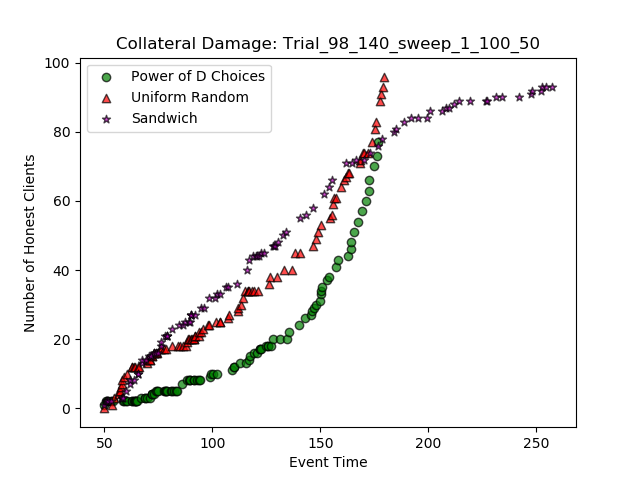 Collateral Damage: Trial_98_140_sweep_1_100_50
Power of D Choices
Uniform Random
Sandwich
Number of Honest Clients
100
80
60
40
20
0
50 100 150 200 250
Event Time